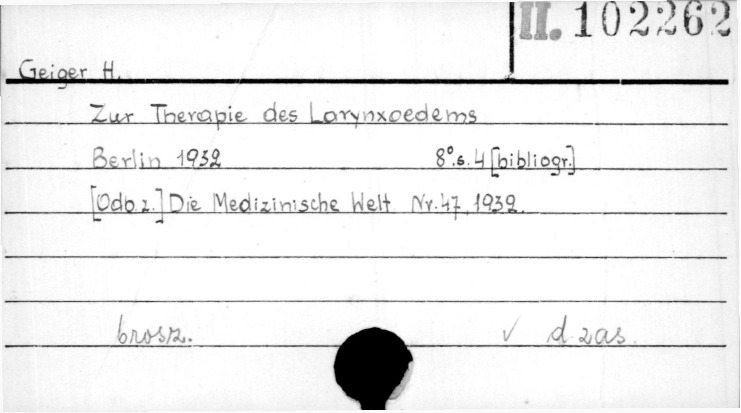 II. 102262
Geiger H.
Zur Therapie des Larynxoedems
Berlin 1932 8°.s.4 [bibliogr.]
[Odb.z.] Die Medizinische Welt Nr.47, 1932.
brosz. √ d. zas.